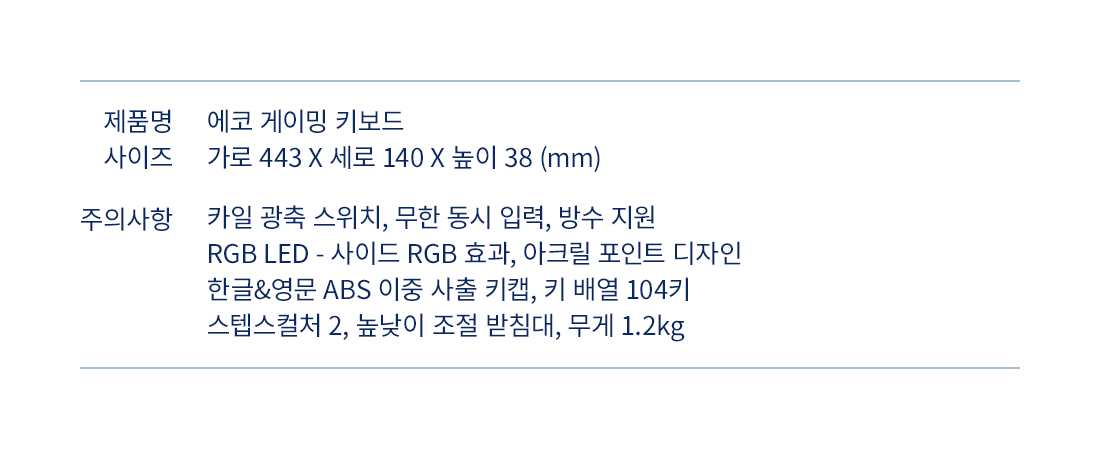 제품명 에코 게이밍 키보드
사이즈 가로 443 X 세로 140 X 높이 38 (mm)
주의사항 카일 광축 스위치, 무한 동시 입력, 방수 지원
RGB LED - 사이드 RGB 효과, 아크릴 포인트 디자인
한글&영문 ABS 이중 사출 키캡, 키 배열 104키
스텝스컬처 2, 높낮이 조절 받침대, 무게 1.2kg